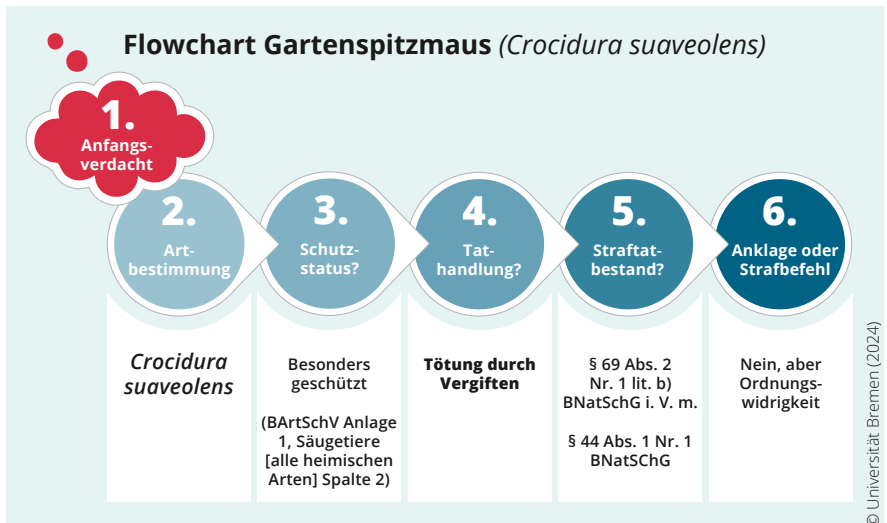 Flowchart Gartenspitzmaus (Crocidura suaveolens)
1.
Anfangs-
verdacht
2.
Art-
bestimmung
3.
Schutz-
status?
4.
Tat-
handlung?
5.
Straftat-
bestand?
6.
Anklage oder
Strafbefehl
Crocidura
suaveolens
Besonders
geschützt
(BArtSchV Anlage
1, Säugetiere
[alle heimischen
Arten] Spalte 2)
Tötung durch
Vergiften
§ 69 Abs. 2
Nr. 1 lit. b)
BNatSchG i. V. m.
§ 44 Abs. 1 Nr. 1
BNatSChG
Nein, aber
Ordnungs-
widrigkeit
© Universität Bremen (2024)